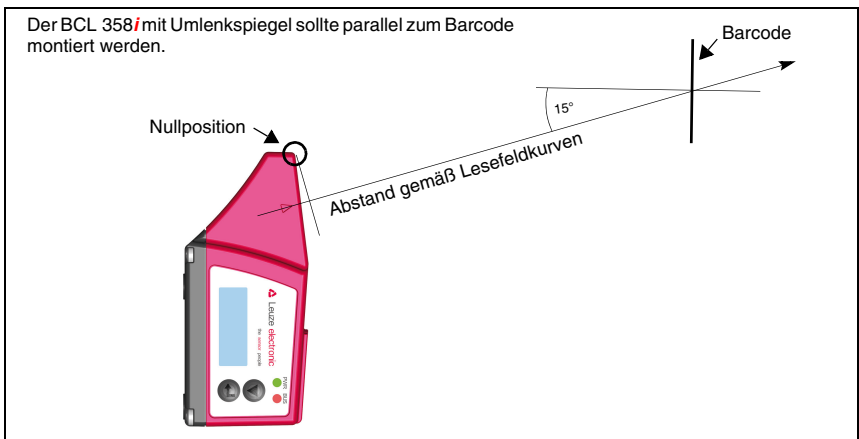 Der BCL 358i mit Umlenkspiegel sollte parallel zum Barcode
montiert werden.
Barcode
15°
Nullposition
Abstand gemäß Lesefeldkurven
Leuze electronic
the sensor people
PWR BUS